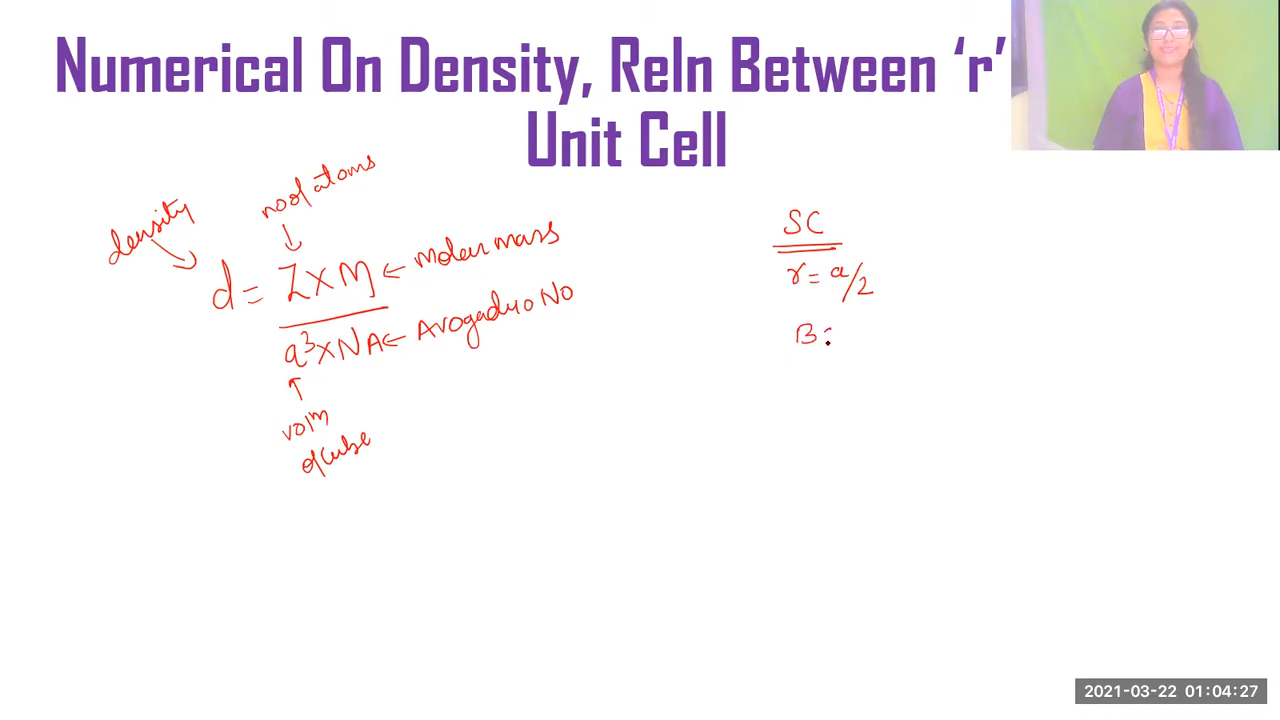 Numerical On Density, Reln Between ‘r’
Unit Cell
density
no of atoms
d = Z×M ← Molar mass
a³×NA ← Avogadro No
↑
volm
of cube
SC
r = a/2
B
2021-03-22 01:04:27